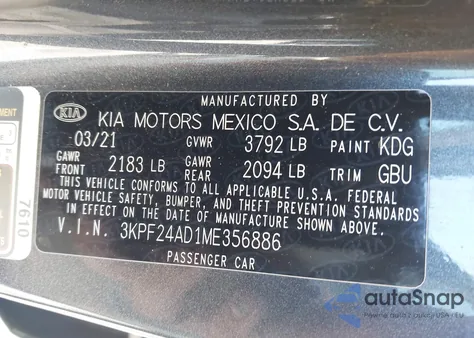 MANUFACTURED BY
KIA KIA MOTORS MEXICO S.A. DE C.V.
03/21 GVWR 3792 LB PAINT KDG
GAWR FRONT 2183 LB GAWR REAR 2094 LB TRIM GBU
THIS VEHICLE CONFORMS TO ALL APPLICABLE U.S.A. FEDERAL
MOTOR VEHICLE SAFETY, BUMPER, AND THEFT PREVENTION STANDARDS
IN EFFECT ON THE DATE OF MANUFACTURE SHOWN ABOVE.
V.I.N. 3KPF24AD1ME356886
PASSENGER CAR
7610
autoSnap